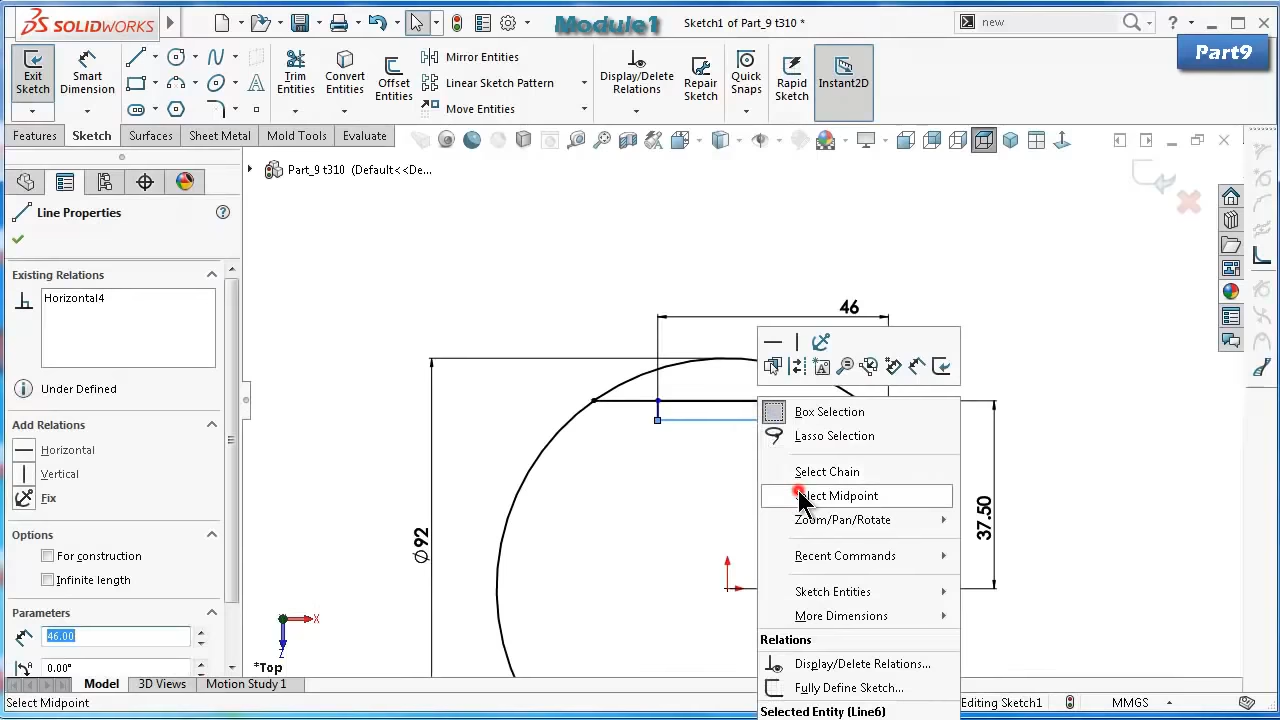 SOLIDWORKS
Module1
Sketch1 of Part_9 t310 *
new
Part9
Exit Sketch
Smart Dimension
Trim Entities
Convert Entities
Offset Entities
Mirror Entities
Linear Sketch Pattern
Move Entities
Display/Delete Relations
Repair Sketch
Quick Snaps
Rapid Sketch
Instant2D
Features
Sketch
Surfaces
Sheet Metal
Mold Tools
Evaluate
Part_9 t310 (Default<<De...
Line Properties
Existing Relations
Horizontal4
Under Defined
Add Relations
Horizontal
Vertical
Fix
Options
For construction
Infinite length
Parameters
46.00
0.00°
46
37.50
Ø92
X
Z
*Top
Box Selection
Lasso Selection
Select Chain
Select Midpoint
Zoom/Pan/Rotate
Recent Commands
Sketch Entities
More Dimensions
Relations
Display/Delete Relations...
Fully Define Sketch...
Selected Entity (Line6)
Model
3D Views
Motion Study 1
Select Midpoint
Editing Sketch1
MMGS